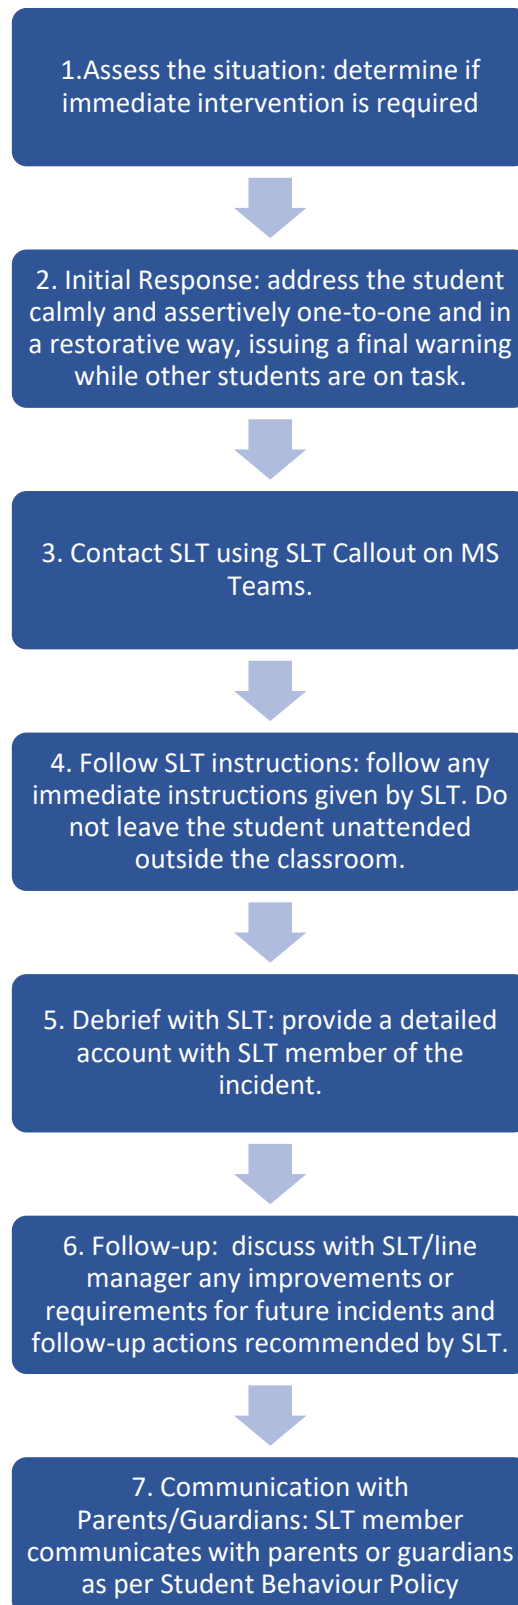 1.Assess the situation: determine if
immediate intervention is required
2. Initial Response: address the student
calmly and assertively one-to-one and in
a restorative way, issuing a final warning
while other students are on task.
3. Contact SLT using SLT Callout on MS
Teams.
4. Follow SLT instructions: follow any
immediate instructions given by SLT. Do
not leave the student unattended
outside the classroom.
5. Debrief with SLT: provide a detailed
account with SLT member of the
incident.
6. Follow-up:  discuss with SLT/line
manager any improvements or
requirements for future incidents and
follow-up actions recommended by SLT.
7. Communication with
Parents/Guardians: SLT member
communicates with parents or guardians
as per Student Behaviour Policy